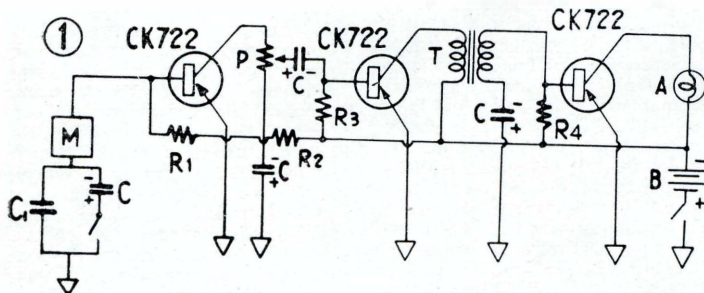 1
CK722
CK722
CK722
P
+ C -
T
A
M
R3
C
-
+
R4
R1
R2
-
C
+
B
-
+
C1
-
C
+